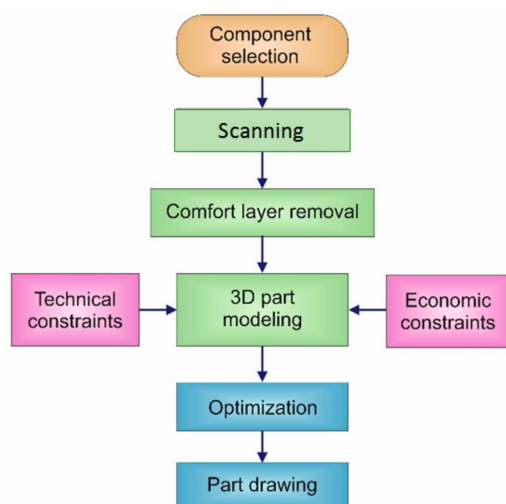 Component
selection
Scanning
Comfort layer removal
Technical
constraints
3D part
modeling
Economic
constraints
Optimization
Part drawing